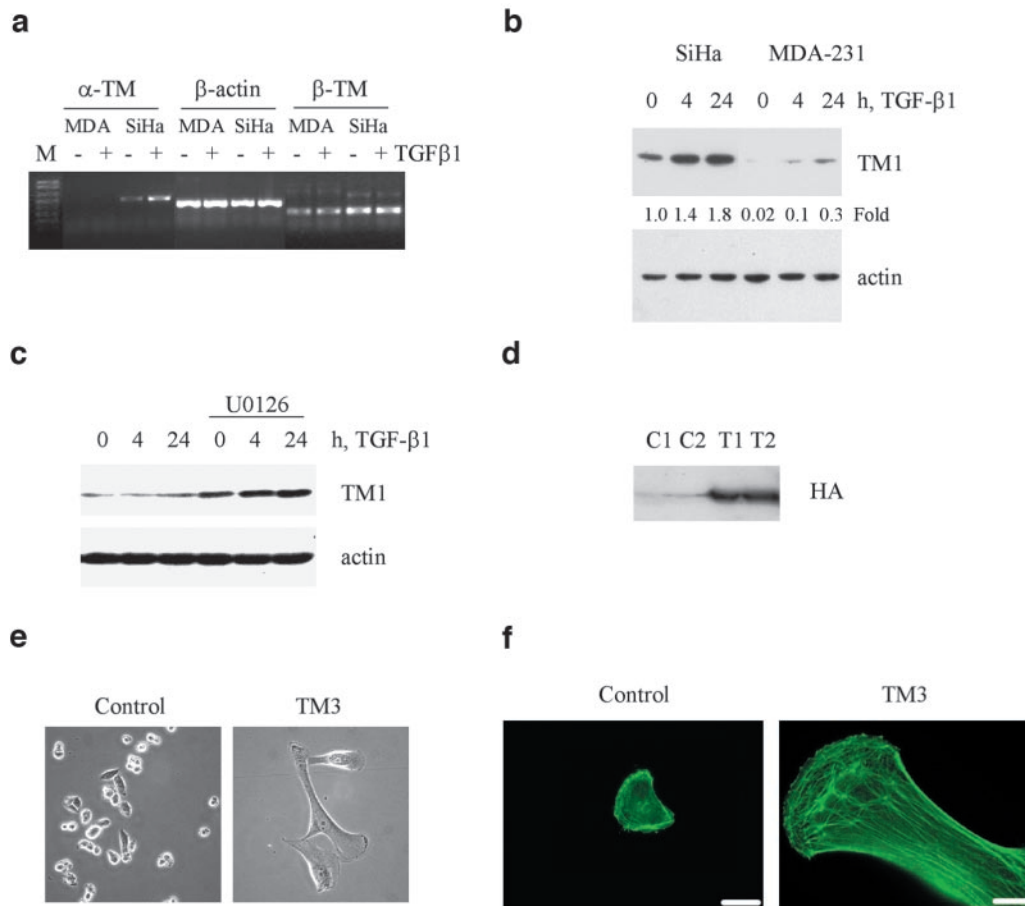 a
α-TM β-actin β-TM
MDA SiHa MDA SiHa MDA SiHa
M - + - + - + - + - + - + TGFβ1
b
SiHa MDA-231
0 4 24 0 4 24 h, TGF-β1
TM1
1.0 1.4 1.8 0.02 0.1 0.3 Fold
actin
c
U0126
0 4 24 0 4 24 h, TGF-β1
TM1
actin
d
C1 C2 T1 T2
HA
e
Control TM3
f
Control TM3